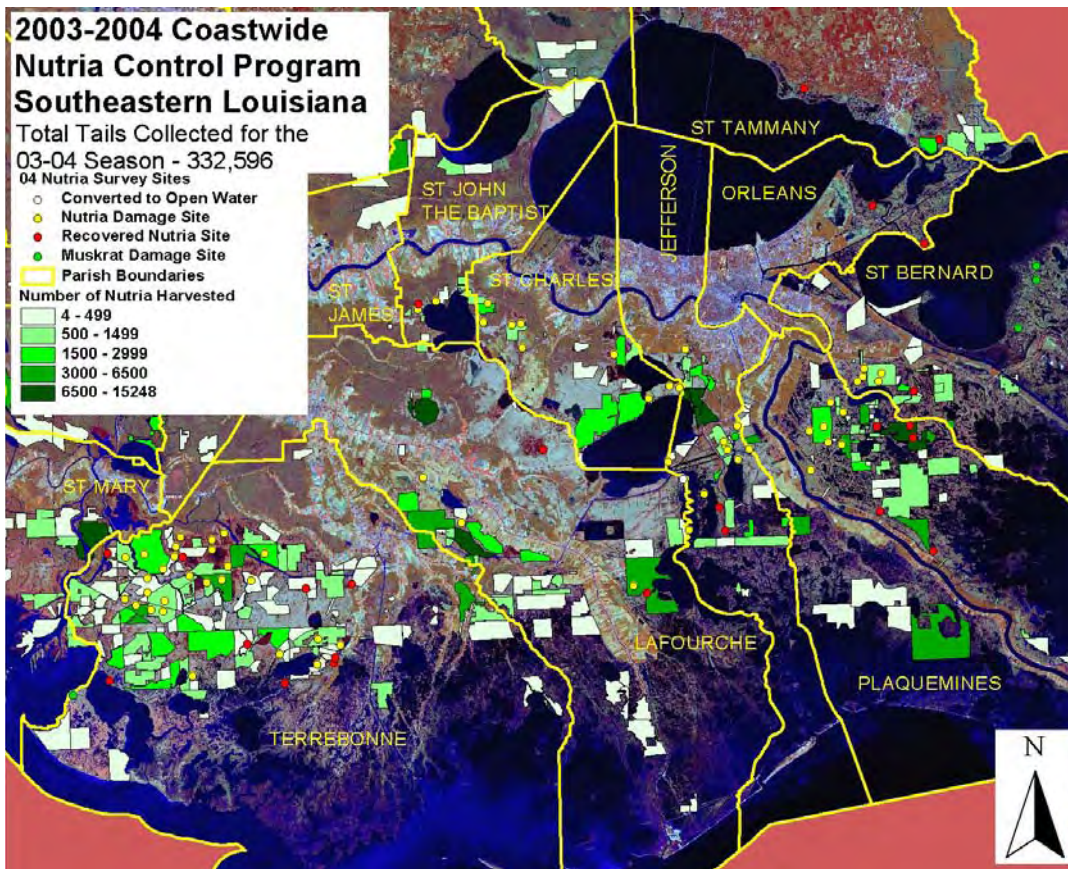 2003-2004 Coastwide
Nutria Control Program
Southeastern Louisiana
Total Tails Collected for the
03-04 Season - 332,596
04 Nutria Survey Sites
Converted to Open Water
Nutria Damage Site
Recovered Nutria Site
Muskrat Damage Site
Parish Boundaries
Number of Nutria Harvested
4 - 499
500 - 1499
1500 - 2999
3000 - 6500
6500 - 15248
ST TAMMANY
ORLEANS
JEFFERSON
ST JOHN
THE BAPTIST
ST CHARLES
ST BERNARD
ST
JAMES
ST MARY
LAFOURCHE
PLAQUEMINES
TERREBONNE
N